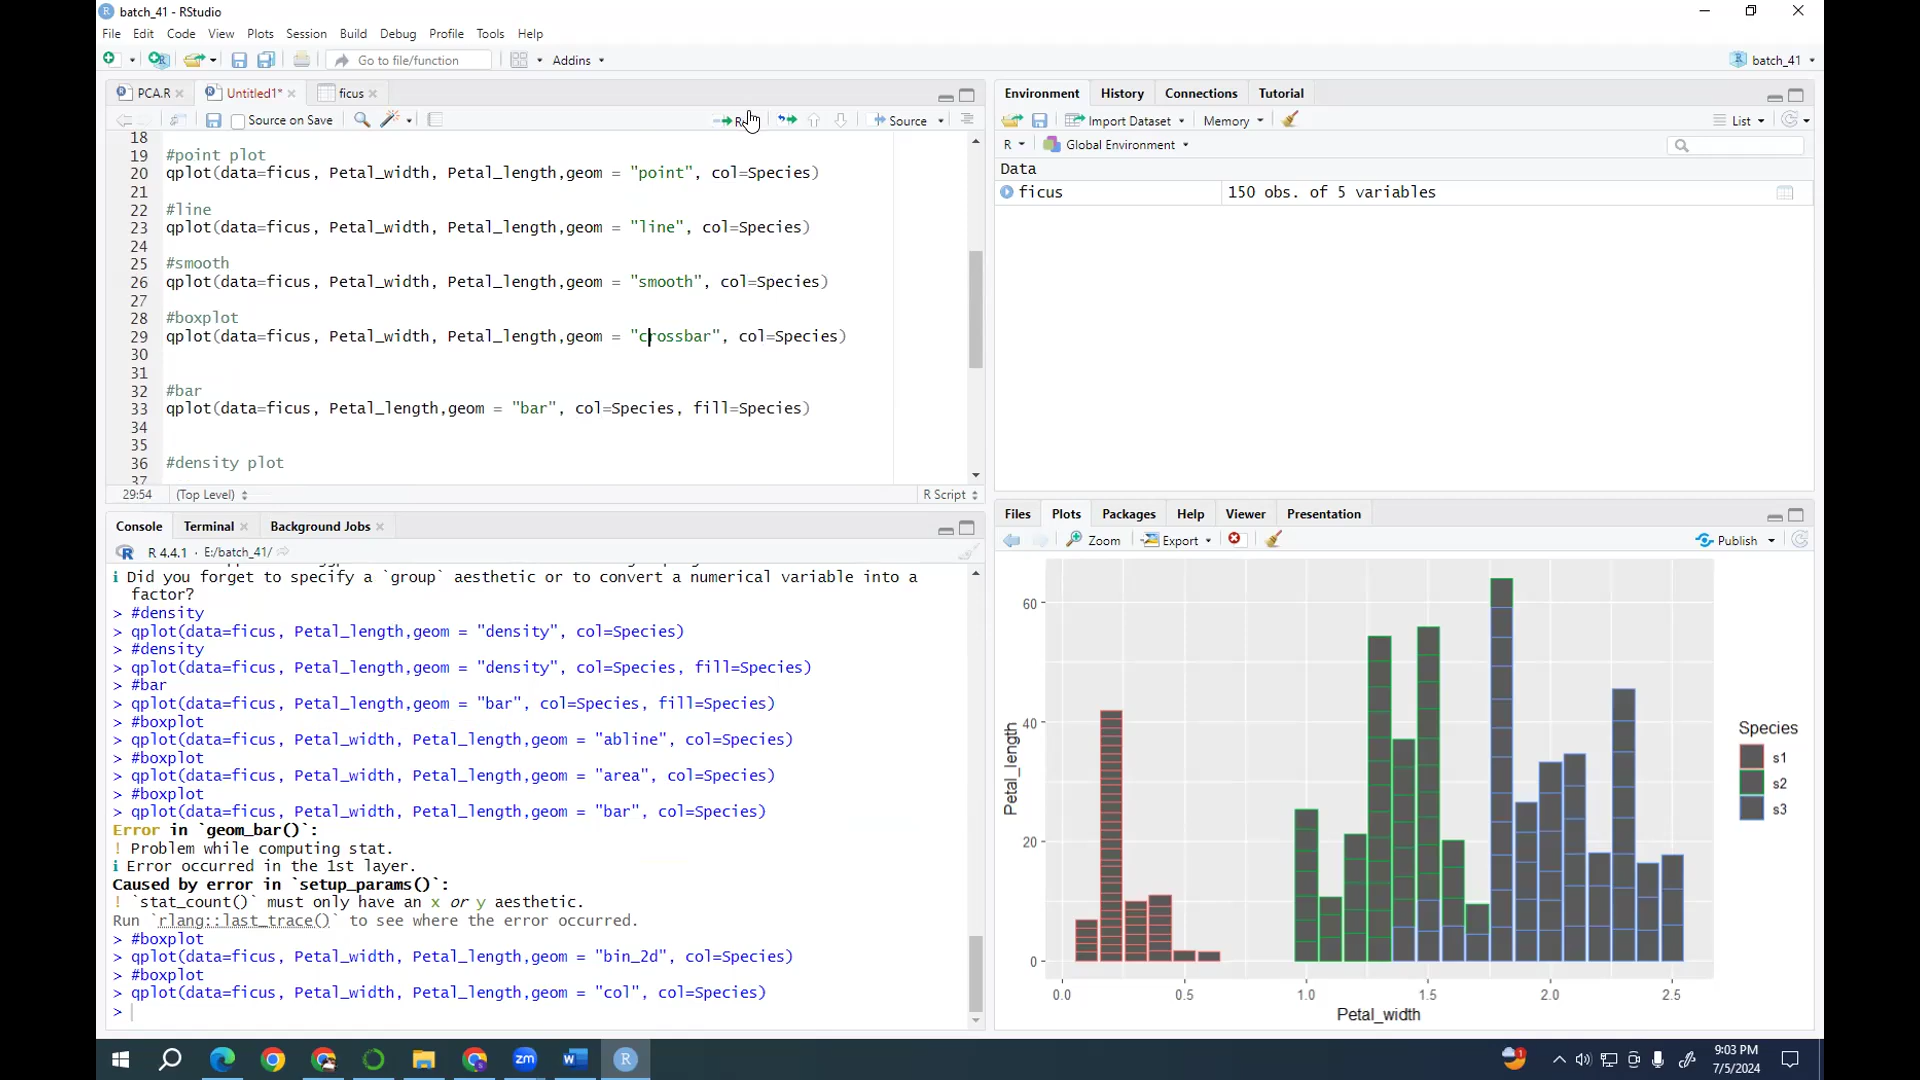 batch_41 - RStudio
File Edit Code View Plots Session Build Debug Profile Tools Help
Go to file/function
Addins
batch_41
PCA.R
Untitled1*
ficus
Source on Save
Source
18
19 #point plot
20 qplot(data=ficus, Petal_width, Petal_length,geom = "point", col=Species)
21
22 #line
23 qplot(data=ficus, Petal_width, Petal_length,geom = "line", col=Species)
24
25 #smooth
26 qplot(data=ficus, Petal_width, Petal_length,geom = "smooth", col=Species)
27
28 #boxplot
29 qplot(data=ficus, Petal_width, Petal_length,geom = "crossbar", col=Species)
30
31
32 #bar
33 qplot(data=ficus, Petal_length,geom = "bar", col=Species, fill=Species)
34
35
36 #density plot
37
29:54 (Top Level) R Script
Console Terminal Background Jobs
R 4.4.1 · E:/batch_41/
i Did you forget to specify a `group` aesthetic or to convert a numerical variable into a
factor?
> #density
> qplot(data=ficus, Petal_length,geom = "density", col=Species)
> #density
> qplot(data=ficus, Petal_length,geom = "density", col=Species, fill=Species)
> #bar
> qplot(data=ficus, Petal_length,geom = "bar", col=Species, fill=Species)
> #boxplot
> qplot(data=ficus, Petal_width, Petal_length,geom = "abline", col=Species)
> #boxplot
> qplot(data=ficus, Petal_width, Petal_length,geom = "area", col=Species)
> #boxplot
> qplot(data=ficus, Petal_width, Petal_length,geom = "bar", col=Species)
Error in `geom_bar()`:
! Problem while computing stat.
i Error occurred in the 1st layer.
Caused by error in `setup_params()`:
! `stat_count()` must only have an x or y aesthetic.
Run `rlang::last_trace()` to see where the error occurred.
> #boxplot
> qplot(data=ficus, Petal_width, Petal_length,geom = "bin_2d", col=Species)
> #boxplot
> qplot(data=ficus, Petal_width, Petal_length,geom = "col", col=Species)
>
Environment History Connections Tutorial
Import Dataset Memory List
R Global Environment
Data
ficus 150 obs. of 5 variables
Files Plots Packages Help Viewer Presentation
Zoom Export Publish
60
40
20
0
Petal_length
0.0 0.5 1.0 1.5 2.0 2.5
Petal_width
Species
s1
s2
s3
9:03 PM
7/5/2024